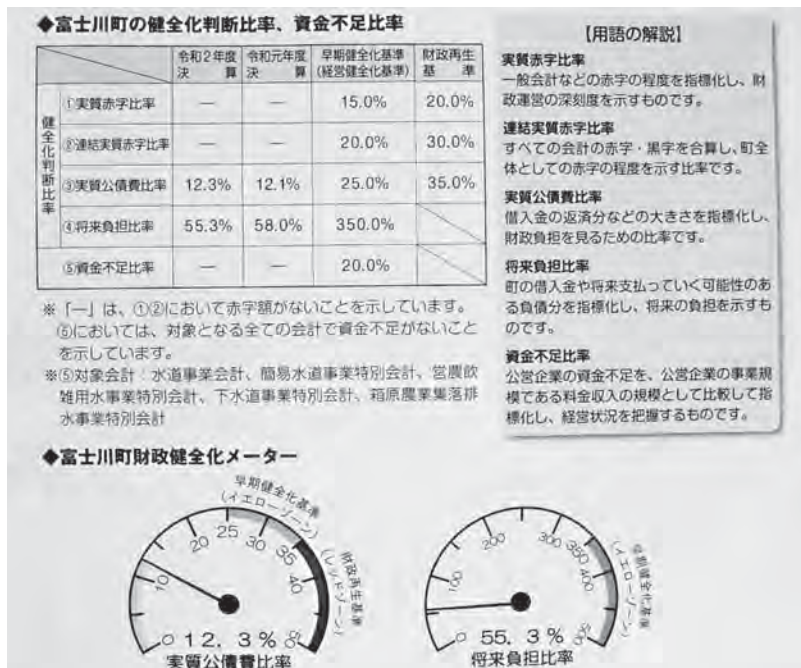 ◆富士川町の健全化判断比率、資金不足比率
令和2年度決算 令和元年度決算 早期健全化基準(経営健全化基準) 財政再生基準
健全化判断比率
①実質赤字比率 — — 15.0% 20.0%
②連結実質赤字比率 — — 20.0% 30.0%
③実質公債費比率 12.3% 12.1% 25.0% 35.0%
④将来負担比率 55.3% 58.0% 350.0%
⑤資金不足比率 — — 20.0%
※「—」は、①②において赤字額がないことを示しています。
⑤においては、対象となる全ての会計で資金不足がないこと
を示しています。
※⑤対象会計:水道事業会計、簡易水道事業特別会計、営農飲
雑用水事業特別会計、下水道事業特別会計、箱原農業集落排
水事業特別会計
【用語の解説】
実質赤字比率
一般会計などの赤字の程度を指標化し、財
政運営の深刻度を示すものです。
連結実質赤字比率
すべての会計の赤字・黒字を合算し、町全
体としての赤字の程度を示す比率です。
実質公債費比率
借入金の返済分などの大きさを指標化し、
財政負担を見るための比率です。
将来負担比率
町の借入金や将来支払っていく可能性のあ
る負債分を指標化し、将来の負担を示すも
のです。
資金不足比率
公営企業の資金不足を、公営企業の事業規
模である料金収入の規模として比較して指
標化し、経営状況を把握するものです。
◆富士川町財政健全化メーター
早期健全化基準
(イエローゾーン)
財政再生基準
(レッドゾーン)
0 10 20 25 30 35 40 50
12.3%
実質公債費比率
早期健全化基準
(イエローゾーン)
0 100 200 300 350 400 500
55.3%
将来負担比率